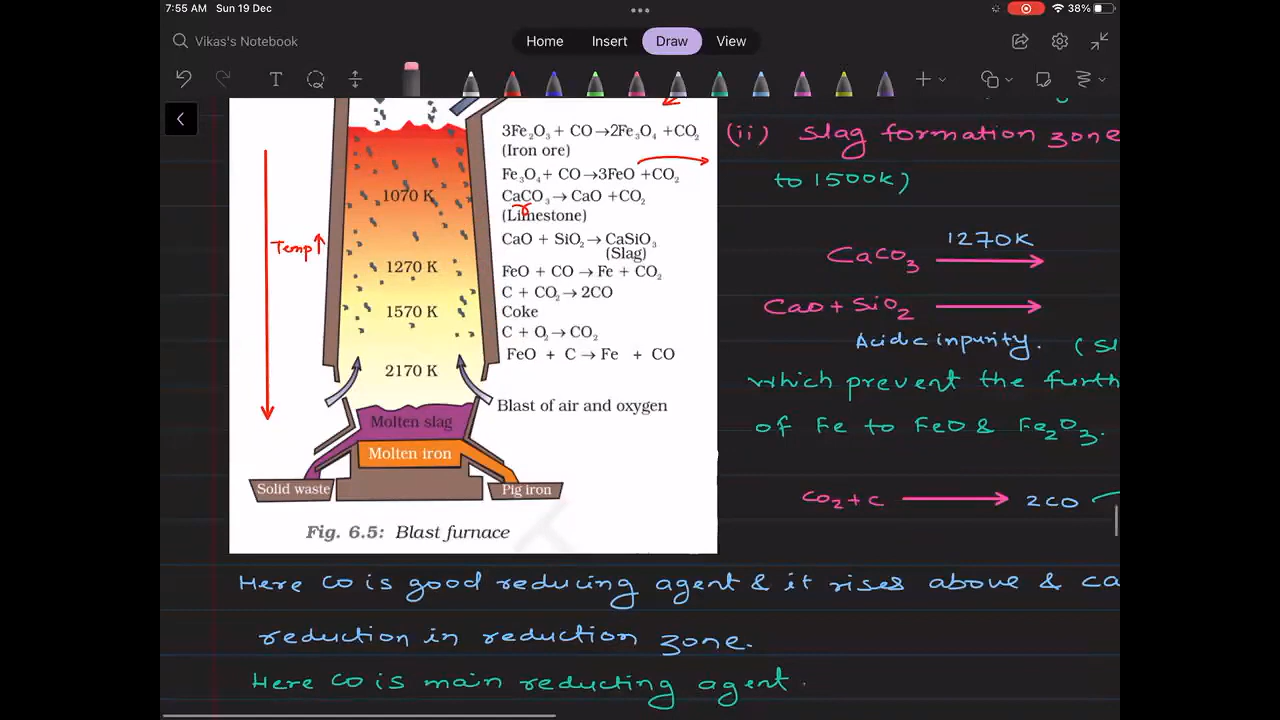 7:55 AM Sun 19 Dec
38%
Vikas's Notebook
Home Insert Draw View
3Fe₂O₃ + CO → 2Fe₃O₄ + CO₂
(Iron ore)
Fe₃O₄ + CO → 3FeO + CO₂
CaCO₃ → CaO + CO₂
(Limestone)
CaO + SiO₂ → CaSiO₃
(Slag)
FeO + CO → Fe + CO₂
C + CO₂ → 2CO
Coke
C + O₂ → CO₂
FeO + C → Fe + CO
Blast of air and oxygen
Temp ↑
1070 K
1270 K
1570 K
2170 K
Molten slag
Molten iron
Solid waste
Pig iron
Fig. 6.5: Blast furnace
(ii) Slag formation zone
to 1500K)
CaCO₃ 1270K →
CaO + SiO₂ →
Acidic inpurity. (Sl
Which prevent the furth
of Fe to FeO & Fe₂O₃.
CO₂ + C → 2CO
Here CO is good reducing agent & it rises above & ca
reduction in reduction zone.
Here CO is main reducting agent.